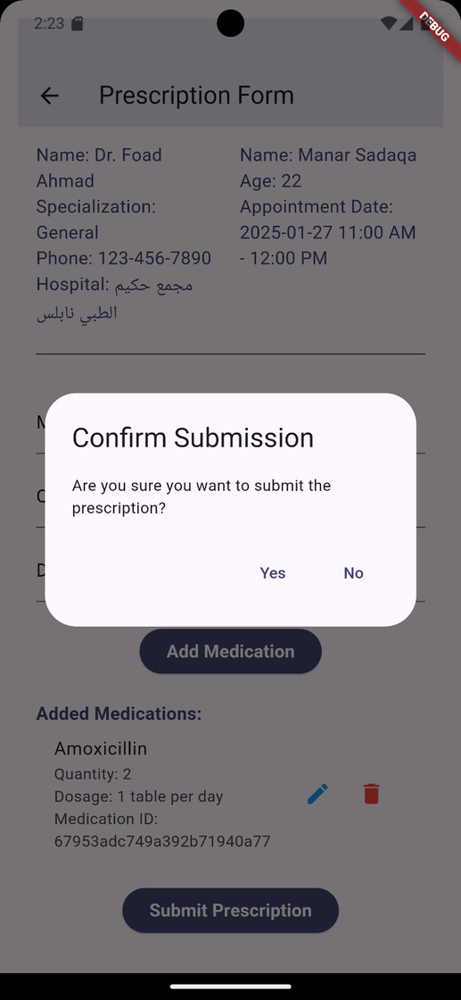 2:23
DEBUG
Prescription Form
Name: Dr. Foad
Ahmad
Specialization:
General
Phone: 123-456-7890
Hospital: مجمع حكيم
الطبي نابلس
Name: Manar Sadaqa
Age: 22
Appointment Date:
2025-01-27 11:00 AM
- 12:00 PM
Confirm Submission
Are you sure you want to submit the
prescription?
Yes
No
Add Medication
Added Medications:
Amoxicillin
Quantity: 2
Dosage: 1 table per day
Medication ID:
67953adc749a392b71940a77
Submit Prescription